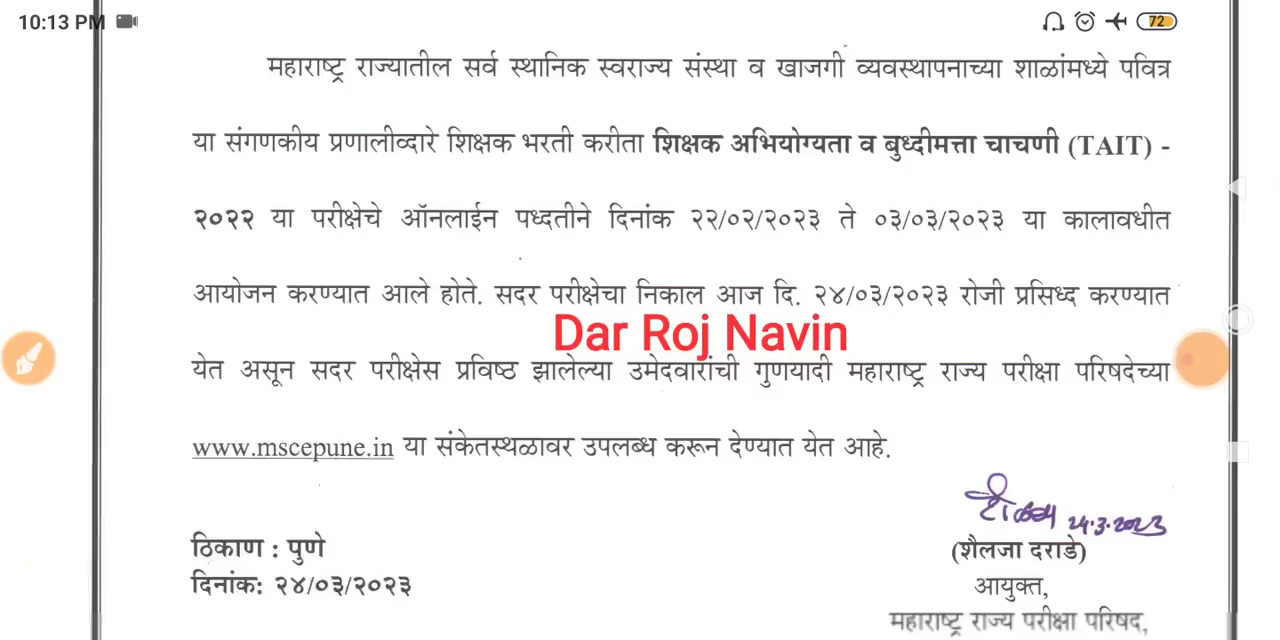 10:13 PM
72
महाराष्ट्र राज्यातील सर्व स्थानिक स्वराज्य संस्था व खाजगी व्यवस्थापनाच्या शाळांमध्ये पवित्र
या संगणकीय प्रणालीव्दारे शिक्षक भरती करीता शिक्षक अभियोग्यता व बुध्दीमत्ता चाचणी (TAIT) -
२०२२ या परीक्षेचे ऑनलाईन पध्दतीने दिनांक २२/०२/२०२३ ते ०३/०३/२०२३ या कालावधीत
आयोजन करण्यात आले होते. सदर परीक्षेचा निकाल आज दि. २४/०३/२०२३ रोजी प्रसिध्द करण्यात
Dar Roj Navin
येत असून सदर परीक्षेस प्रविष्ठ झालेल्या उमेदवारांची गुणयादी महाराष्ट्र राज्य परीक्षा परिषदेच्या
www.mscepune.in या संकेतस्थळावर उपलब्ध करून देण्यात येत आहे.
२४.३.२०२३
ठिकाण : पुणे
(शैलजा दराडे)
दिनांक: २४/०३/२०२३
आयुक्त,
महाराष्ट्र राज्य परीक्षा परिषद,